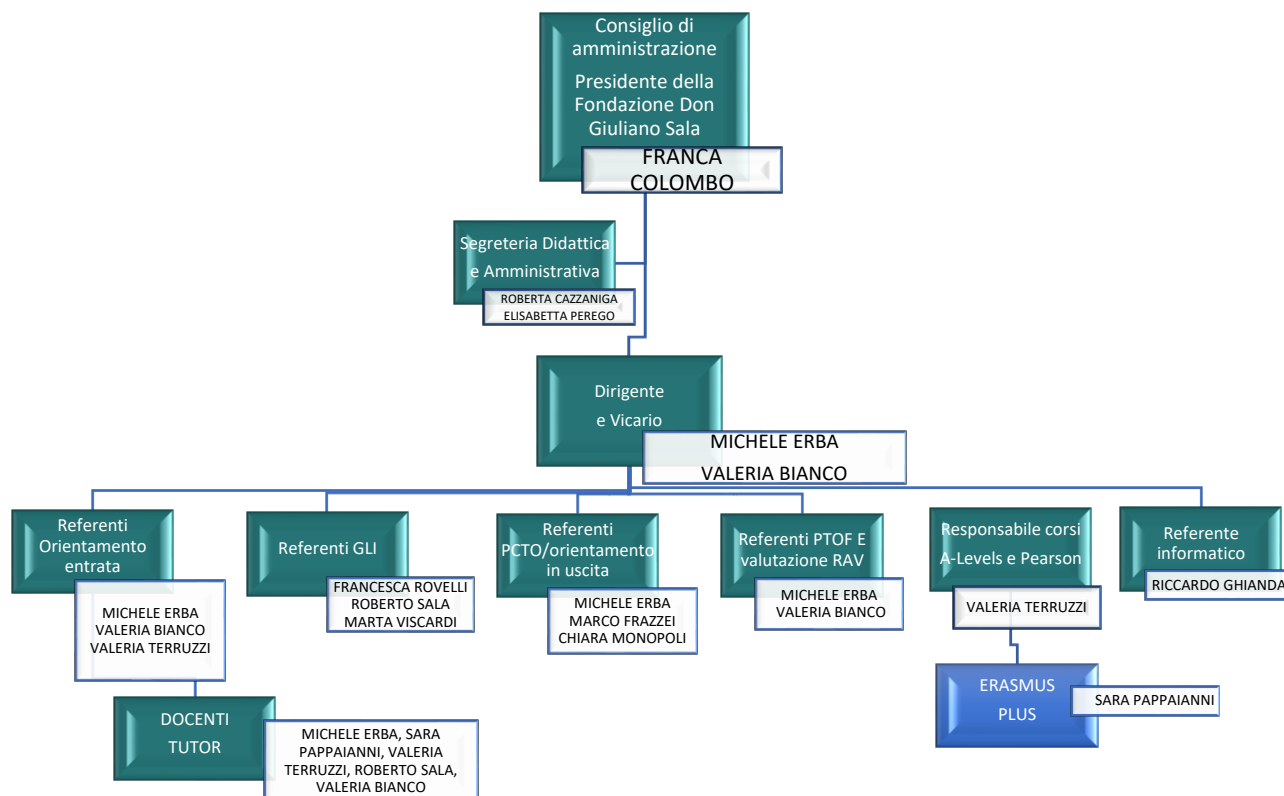 Consiglio di
amministrazione
Presidente della
Fondazione Don
Giuliano Sala
FRANCA
COLOMBO
Segreteria Didattica
e Amministrativa
ROBERTA CAZZANIGA
ELISABETTA PEREGO
Dirigente
e Vicario
MICHELE ERBA
VALERIA BIANCO
Referenti
Orientamento
entrata
MICHELE ERBA
VALERIA BIANCO
VALERIA TERRUZZI
Referenti GLI
FRANCESCA ROVELLI
ROBERTO SALA
MARTA VISCARDI
Referenti
PCTO/orientamento
in uscita
MICHELE ERBA
MARCO FRAZZEI
CHIARA MONOPOLI
Referenti PTOF E
valutazione RAV
MICHELE ERBA
VALERIA BIANCO
Responsabile corsi
A-Levels e Pearson
VALERIA TERRUZZI
Referente
informatico
RICCARDO GHIANDA
DOCENTI
TUTOR
MICHELE ERBA, SARA
PAPPAIANNI, VALERIA
TERRUZZI, ROBERTO SALA,
VALERIA BIANCO
ERASMUS
PLUS
SARA PAPPAIANNI